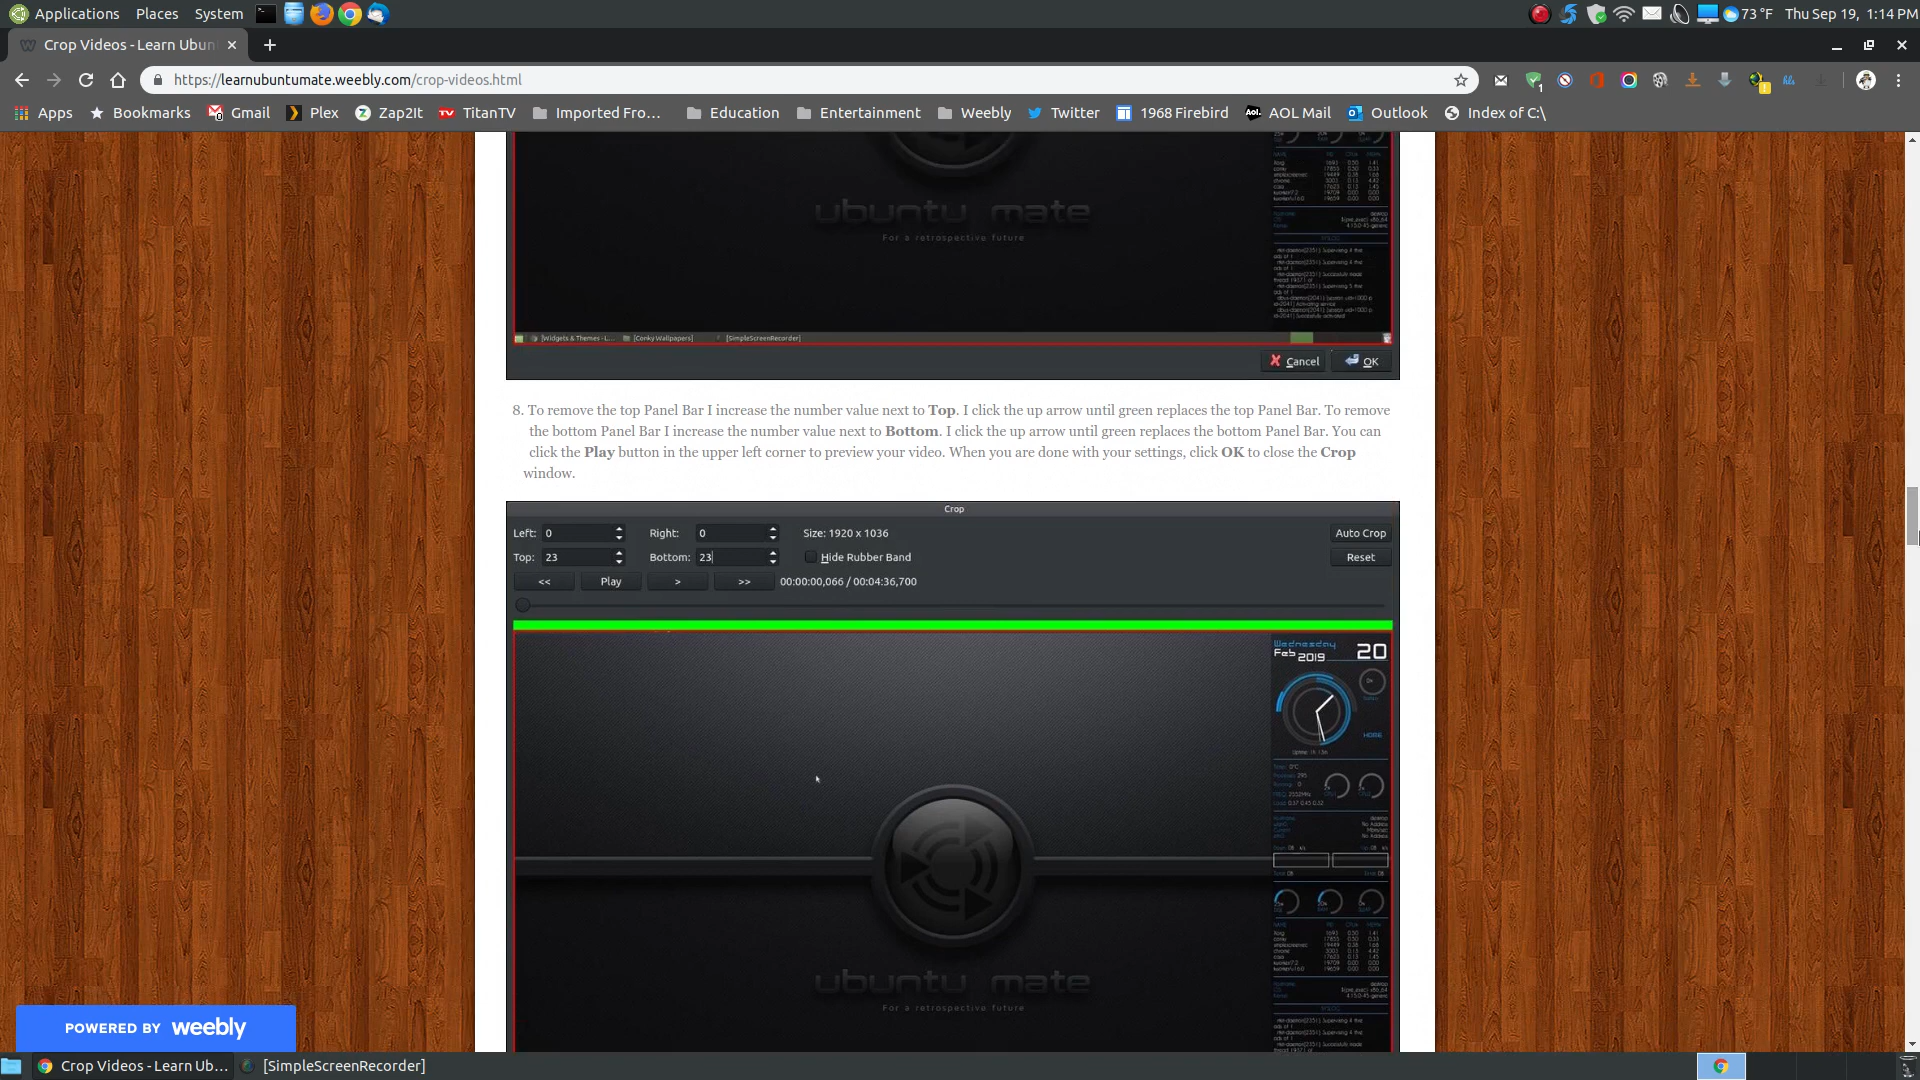 Applications Places System 73 °F Thu Sep 19, 1:14 PM
Crop Videos - Learn Ubun
https://learnubuntumate.weebly.com/crop-videos.html
Apps Bookmarks Gmail Plex Zap2It TitanTV Imported Fro... Education Entertainment Weebly Twitter 1968 Firebird AOL Mail Outlook Index of C:\
ubuntu mate
For a retrospective future
[Widgets & Themes - L... [Conky Wallpapers] [SimpleScreenRecorder]
Cancel OK
8. To remove the top Panel Bar I increase the number value next to Top. I click the up arrow until green replaces the top Panel Bar. To remove
the bottom Panel Bar I increase the number value next to Bottom. I click the up arrow until green replaces the bottom Panel Bar. You can
click the Play button in the upper left corner to preview your video. When you are done with your settings, click OK to close the Crop
window.
Crop
Left: 0 Right: 0 Size: 1920 x 1036 Auto Crop
Top: 23 Bottom: 23 Hide Rubber Band Reset
<< Play > >> 00:00:00,066 / 00:04:36,700
Wednesday 20
Feb 2019
HOME
ubuntu mate
For a retrospective future
POWERED BY weebly
Crop Videos - Learn Ub... [SimpleScreenRecorder]